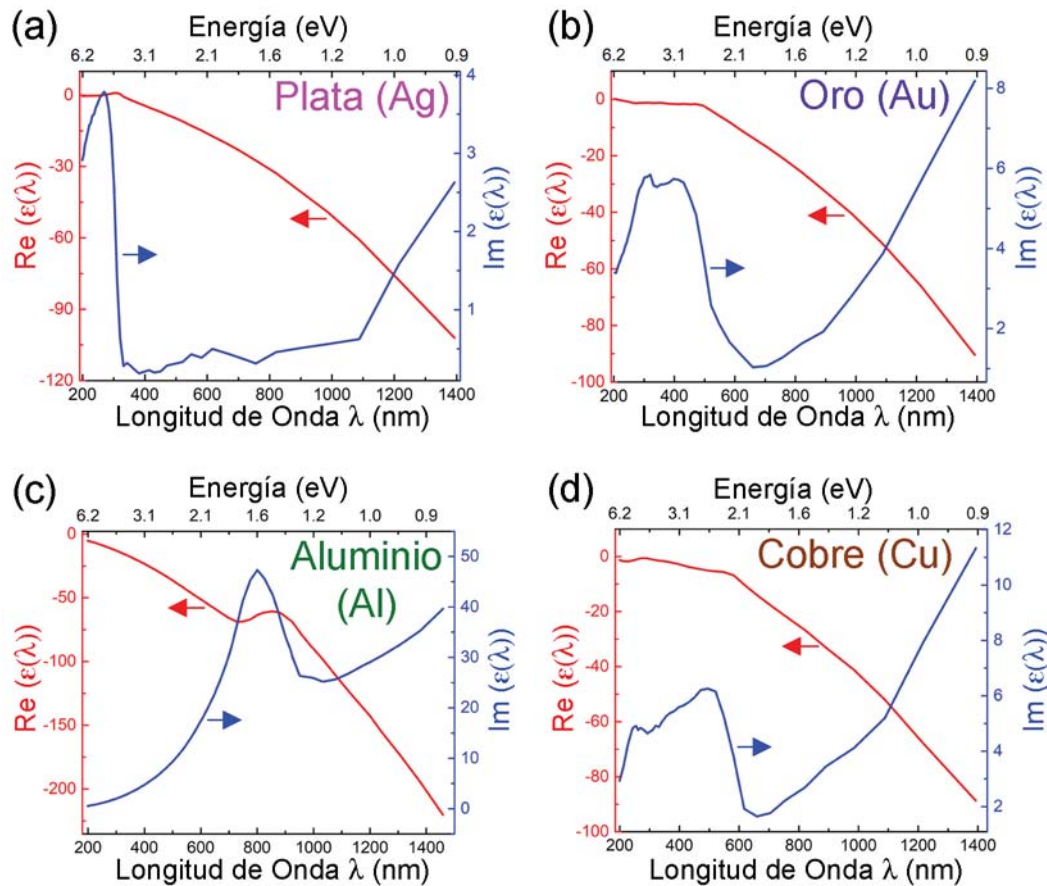 (a)
Energía (eV)
6.2 3.1 2.1 1.6 1.2 1.0 0.9
Plata (Ag)
Re (ε(λ))
0
-30
-60
-90
-120
Im (ε(λ))
4
3
2
1
200 400 600 800 1000 1200 1400
Longitud de Onda λ (nm)
(b)
Energía (eV)
6.2 3.1 2.1 1.6 1.2 1.0 0.9
Oro (Au)
Re (ε(λ))
0
-20
-40
-60
-80
-100
Im (ε(λ))
8
6
4
2
200 400 600 800 1000 1200 1400
Longitud de Onda λ (nm)
(c)
Energía (eV)
6.2 3.1 2.1 1.6 1.2 1.0 0.9
Aluminio
(Al)
Re (ε(λ))
0
-50
-100
-150
-200
Im (ε(λ))
50
40
30
20
10
0
200 400 600 800 1000 1200 1400
Longitud de Onda λ (nm)
(d)
Energía (eV)
6.2 3.1 2.1 1.6 1.2 1.0 0.9
Cobre (Cu)
Re (ε(λ))
0
-20
-40
-60
-80
-100
Im (ε(λ))
12
10
8
6
4
2
200 400 600 800 1000 1200 1400
Longitud de Onda λ (nm)